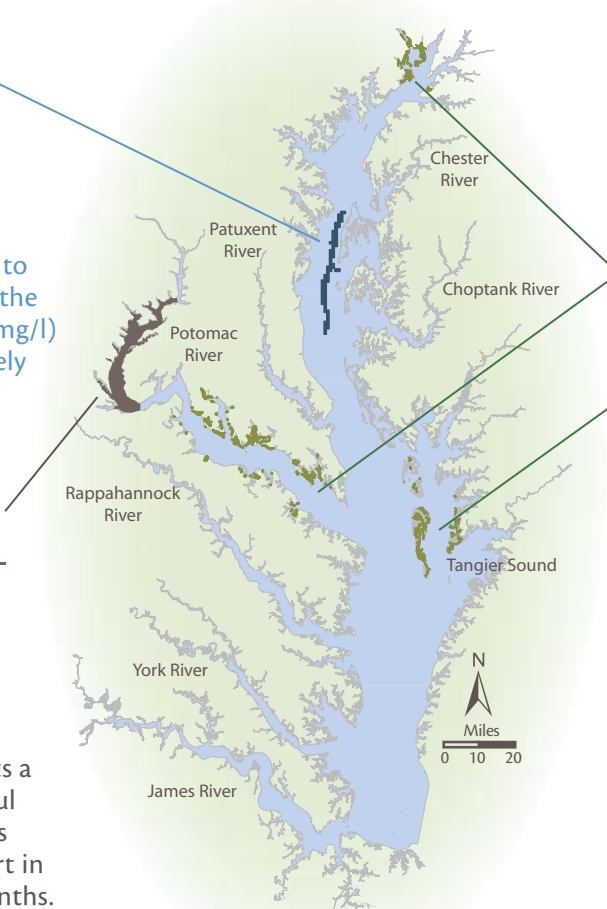 Chester
River
Patuxent
River
to
the
mg/l)
ely
Choptank River
Potomac
River
Rappahannock
River
Tangier Sound
York River
N
Miles
0 10 20
James River
ts a
ul
s
rt in
nths.